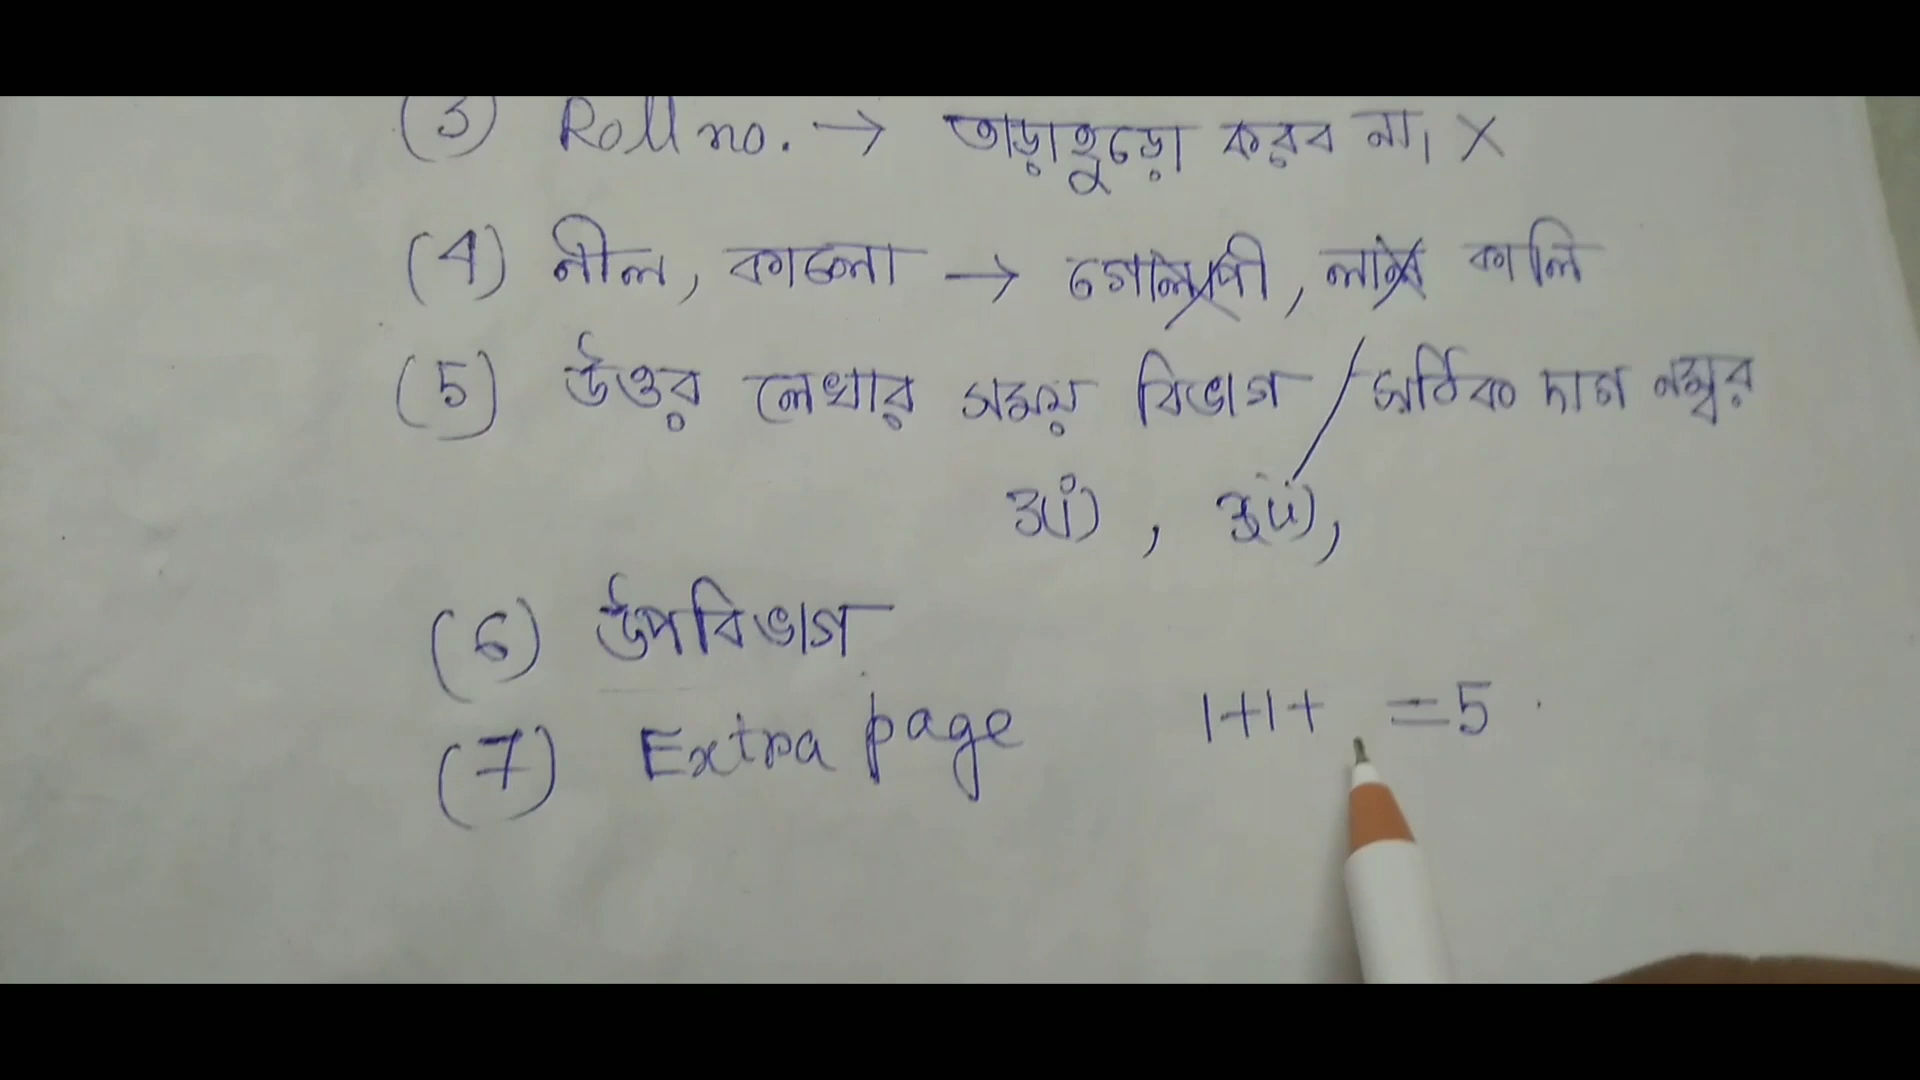 (3) Roll no. → তাড়াহুড়ো করব না। X
(4) নীল, কালো → গোলাপী, লাল কালি
(5) উত্তর লেখার সময় বিভাগ / সঠিক দাগ নম্বর
3(i), 3(ii),
(6) উপবিভাগ
(7) Extra page 1+1+ =5